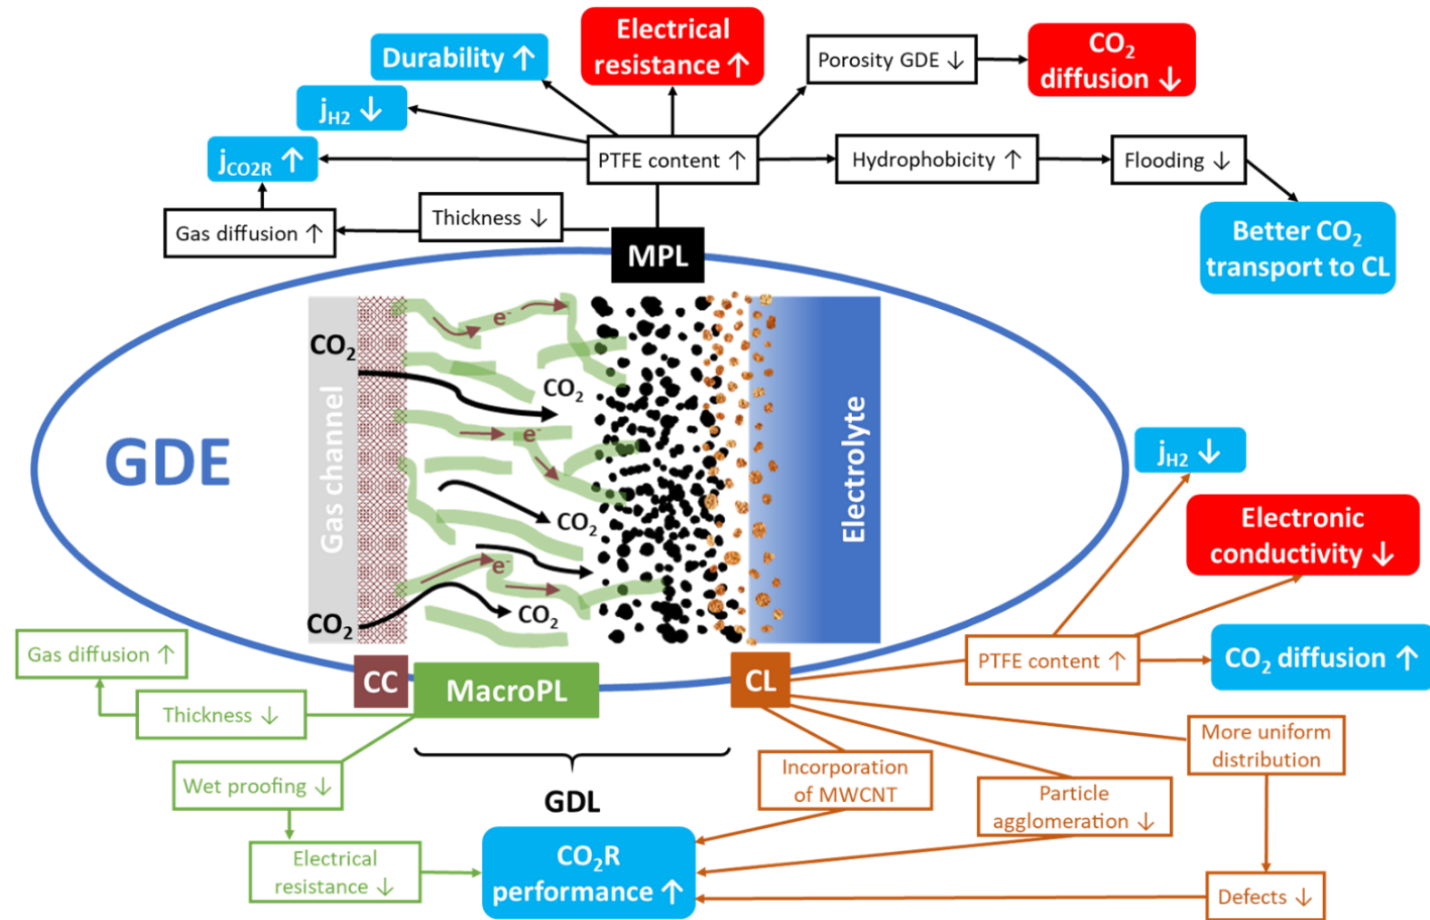 Electrical
resistance ↑
CO₂
diffusion ↓
Durability ↑
Porosity GDE ↓
j_H2 ↓
j_CO2R ↑
PTFE content ↑
Hydrophobicity ↑
Flooding ↓
Thickness ↓
Gas diffusion ↑
Better CO₂
transport to CL
MPL
GDE
Gas channel
CO₂
e⁻
CO₂
e⁻
CO₂
e⁻
CO₂
CO₂
Electrolyte
j_H2 ↓
Electronic
conductivity ↓
PTFE content ↑
CO₂ diffusion ↑
Gas diffusion ↑
CC
MacroPL
CL
Thickness ↓
More uniform
distribution
Wet proofing ↓
GDL
Incorporation
of MWCNT
Particle
agglomeration ↓
Electrical
resistance ↓
CO₂R
performance ↑
Defects ↓